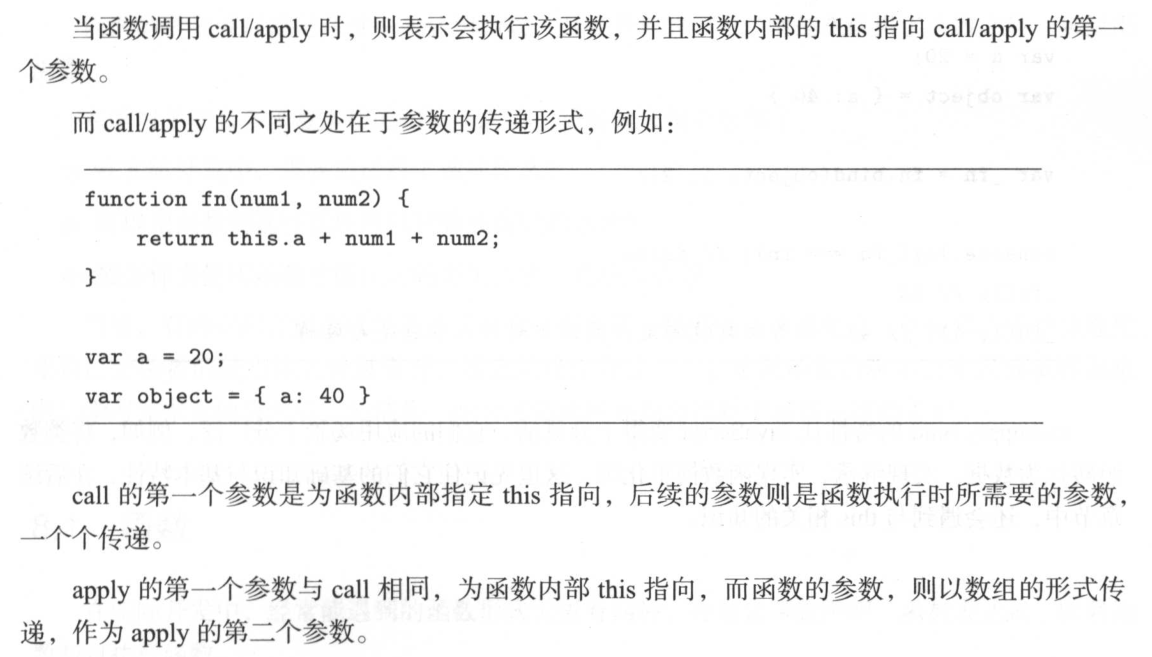 当函数调用 call/apply 时，则表示会执行该函数，并且函数内部的 this 指向 call/apply 的第一
个参数。
而 call/apply 的不同之处在于参数的传递形式，例如：
function fn(num1, num2) {
    return this.a + num1 + num2;
}
var a = 20;
var object = { a: 40 }
call 的第一个参数是为函数内部指定 this 指向，后续的参数则是函数执行时所需要的参数，
一个个传递。
apply 的第一个参数与 call 相同，为函数内部 this 指向，而函数的参数，则以数组的形式传
递，作为 apply 的第二个参数。